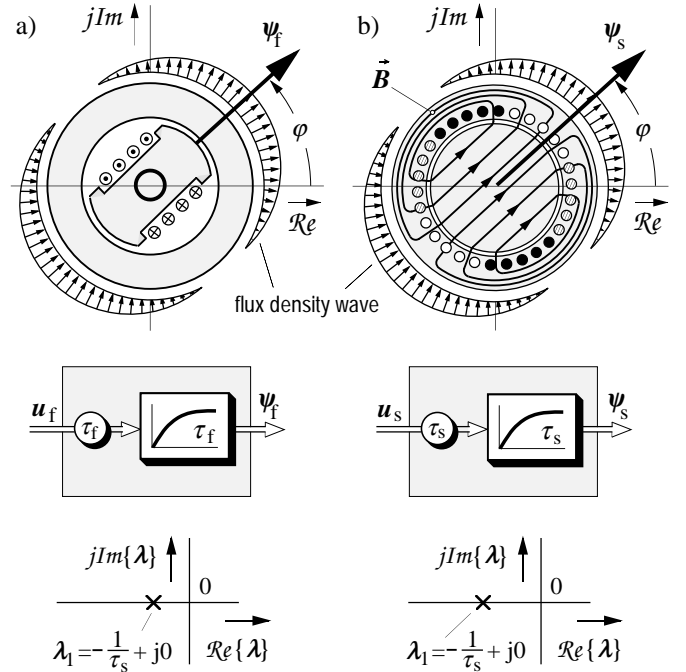 a)
jIm
ψf
φ
Re
b)
jIm
ψs
B
φ
Re
flux density wave
uf
τf
τf
ψf
us
τs
τs
ψs
jIm{λ}
0
λ1 = − 1/τs + j0
Re{λ}
jIm{λ}
0
λ1 = − 1/τs + j0
Re{λ}